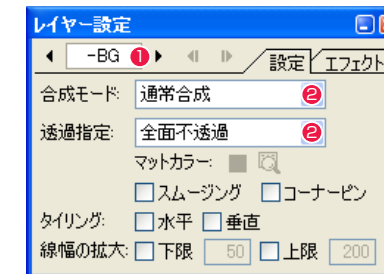 レイヤー設定
-BG 1 設定 エフェクト
合成モード: 通常合成 2
透過指定: 全面不透過 2
マットカラー:
スムージング コーナーピン
タイリング: 水平 垂直
線幅の拡大: 下限 50 上限 200